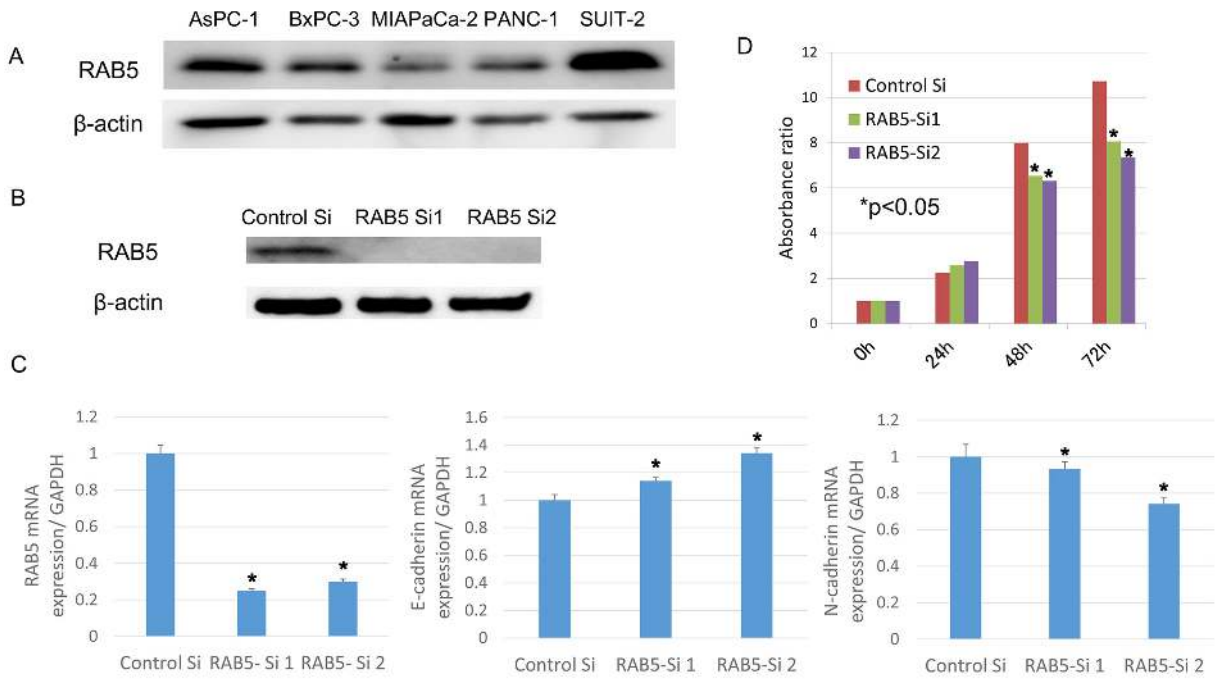 A
AsPC-1 BxPC-3 MIAPaCa-2 PANC-1 SUIT-2
RAB5
β-actin
B
Control Si RAB5 Si1 RAB5 Si2
RAB5
β-actin
D
Absorbance ratio
12
10
8
6
4
2
0
Control Si
RAB5-Si1
RAB5-Si2
*p<0.05
* *
* *
0h 24h 48h 72h
C
RAB5 mRNA
expression/ GAPDH
1.2
1
0.8
0.6
0.4
0.2
0
* *
Control Si RAB5- Si 1 RAB5- Si 2
E-cadherin mRNA
expression/ GAPDH
1.6
1.4
1.2
1
0.8
0.6
0.4
0.2
0
* *
Control Si RAB5-Si 1 RAB5-Si 2
N-cadherin mRNA
expression/ GAPDH
1.2
1
0.8
0.6
0.4
0.2
0
* *
Control Si RAB5-Si 1 RAB5-Si 2